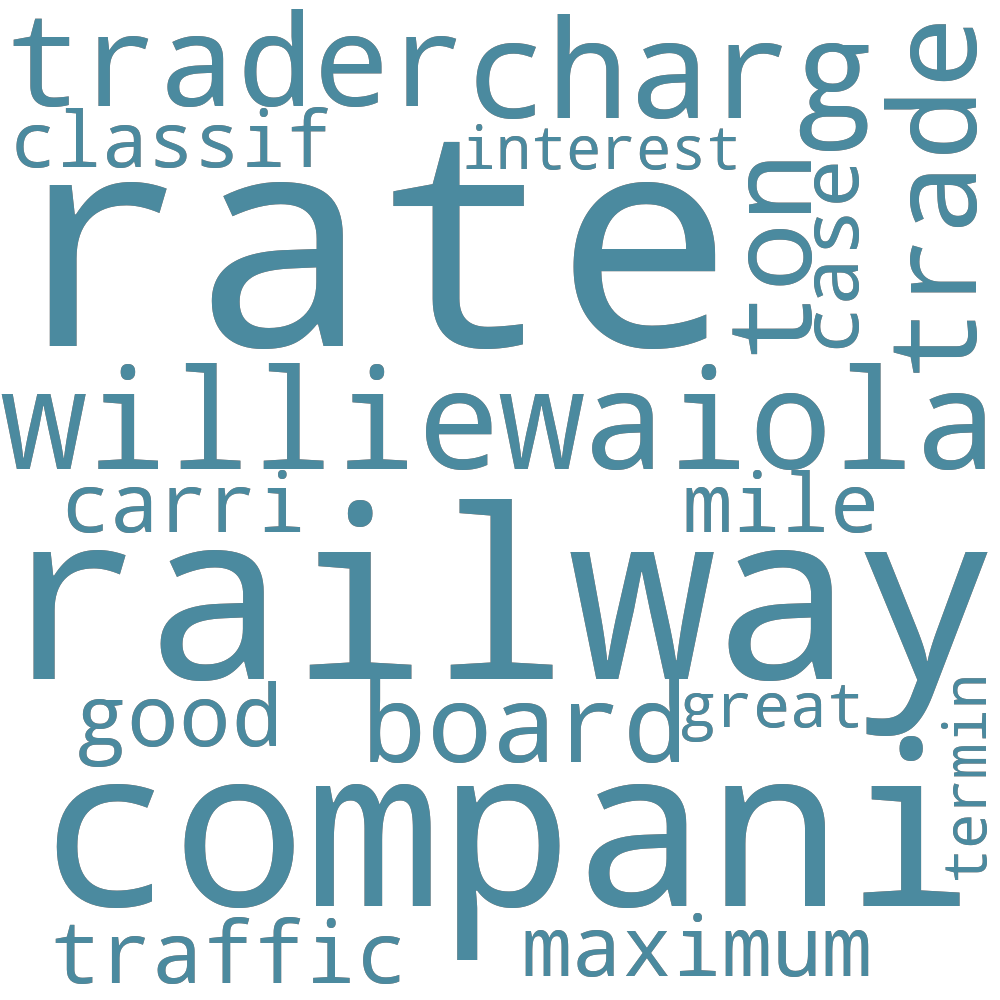 trader
charg
trade
classif
interest
rate
ton
case
williewaiola
carri
mile
railway
good
board
great
termin
compani
traffic
maximum